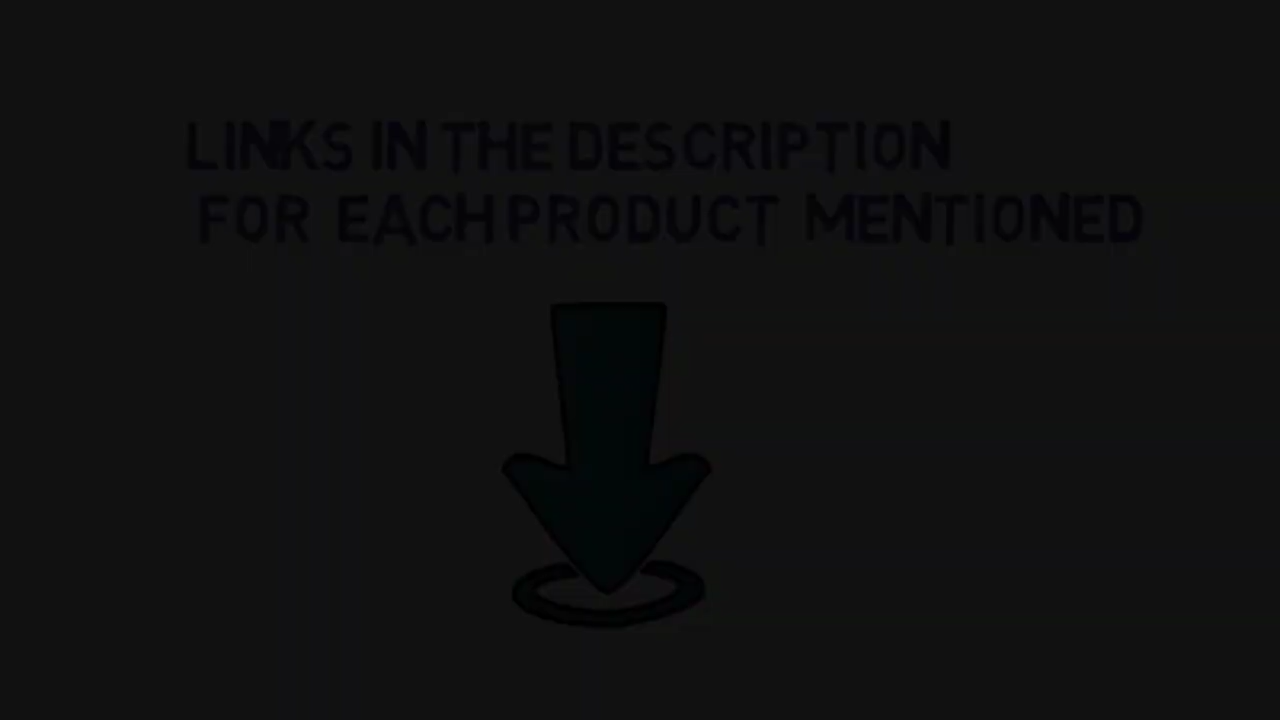 LINKS IN THE DESCRIPTION
FOR EACH PRODUCT MENTIONED